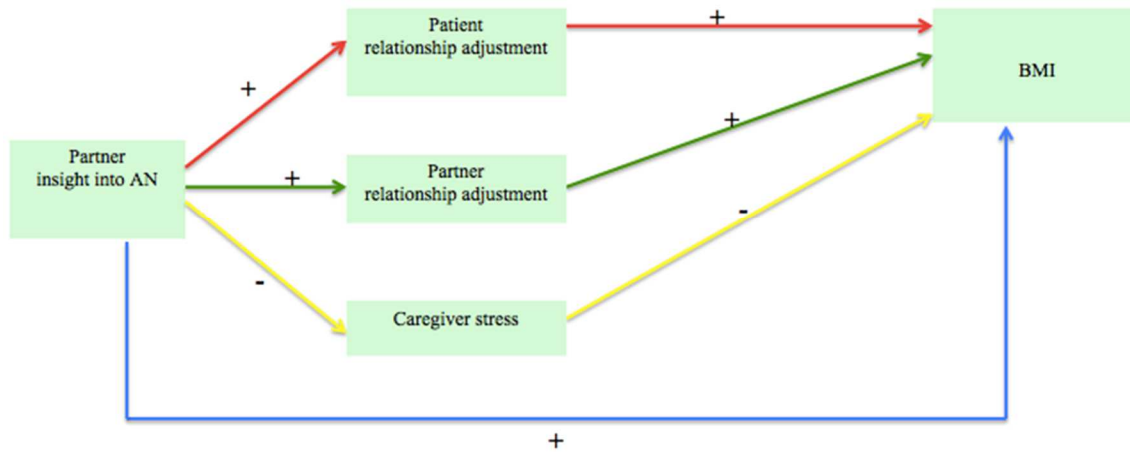 Patient
relationship adjustment
+
+
BMI
Partner
insight into AN
+
Partner
relationship adjustment
+
-
-
Caregiver stress
+